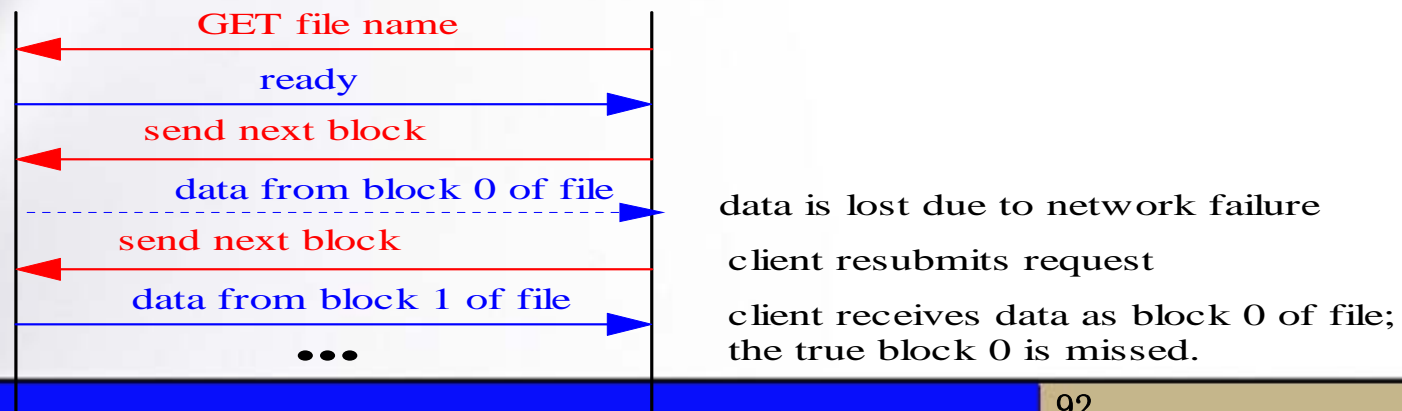 GET file name
ready
send next block
data from block 0 of file
data is lost due to network failure
send next block
client resubmits request
data from block 1 of file
client receives data as block 0 of file;
the true block 0 is missed.
92